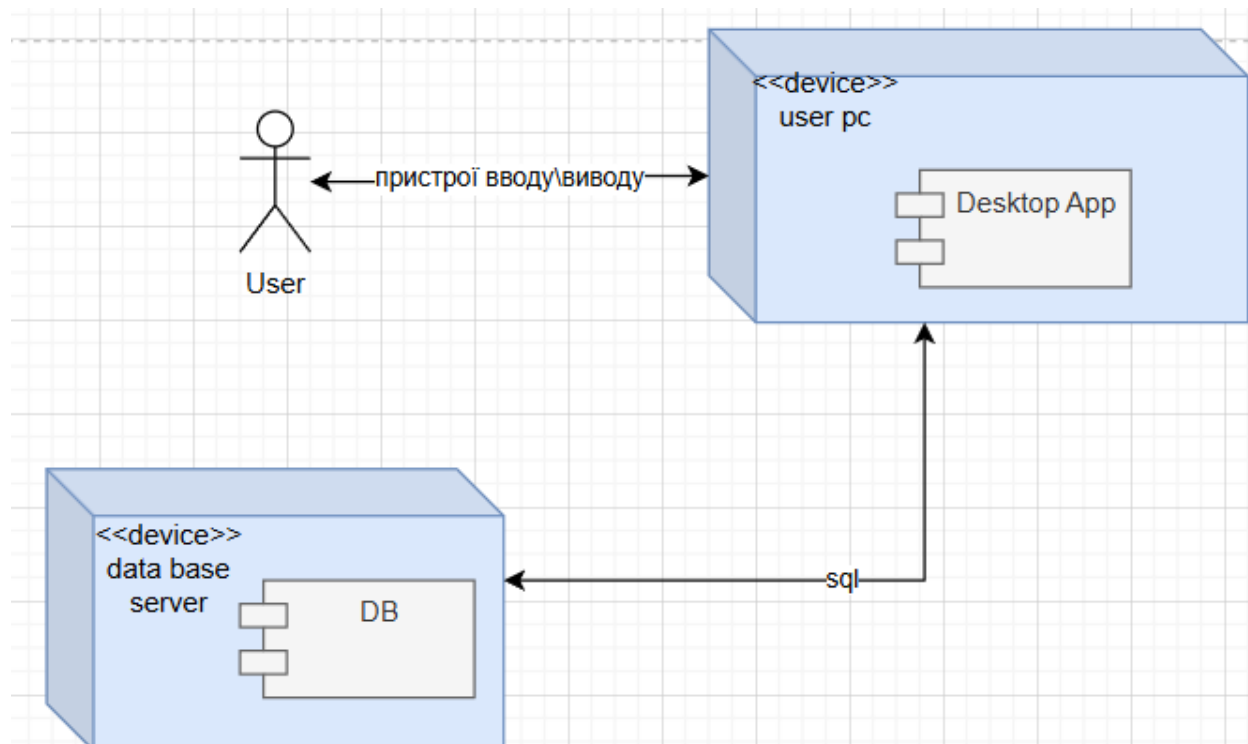 <<device>>
user pc
Desktop App
пристрої вводу\виводу
User
<<device>>
data base
server
DB
sql